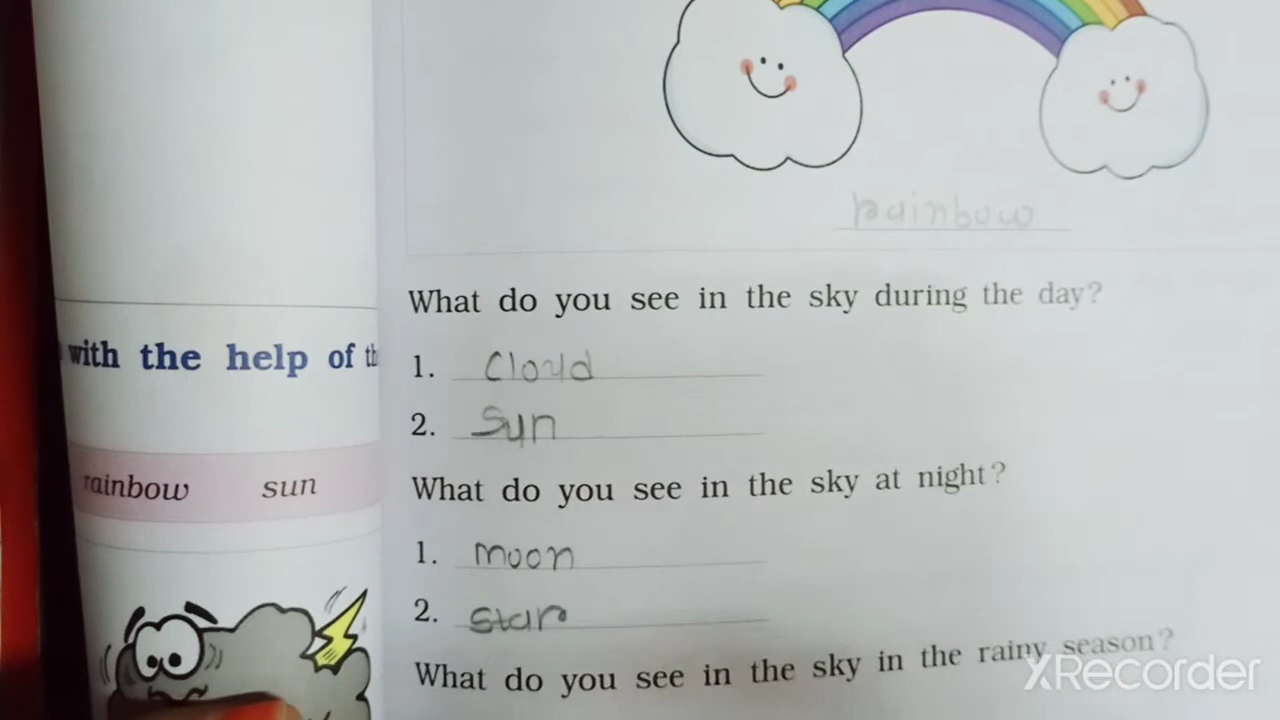 rainbow
What do you see in the sky during the day?
1. Cloud
2. Sun
with the help of th
rainbow sun
What do you see in the sky at night?
1. moon
2. star
What do you see in the sky in the rainy season?
XRecorder